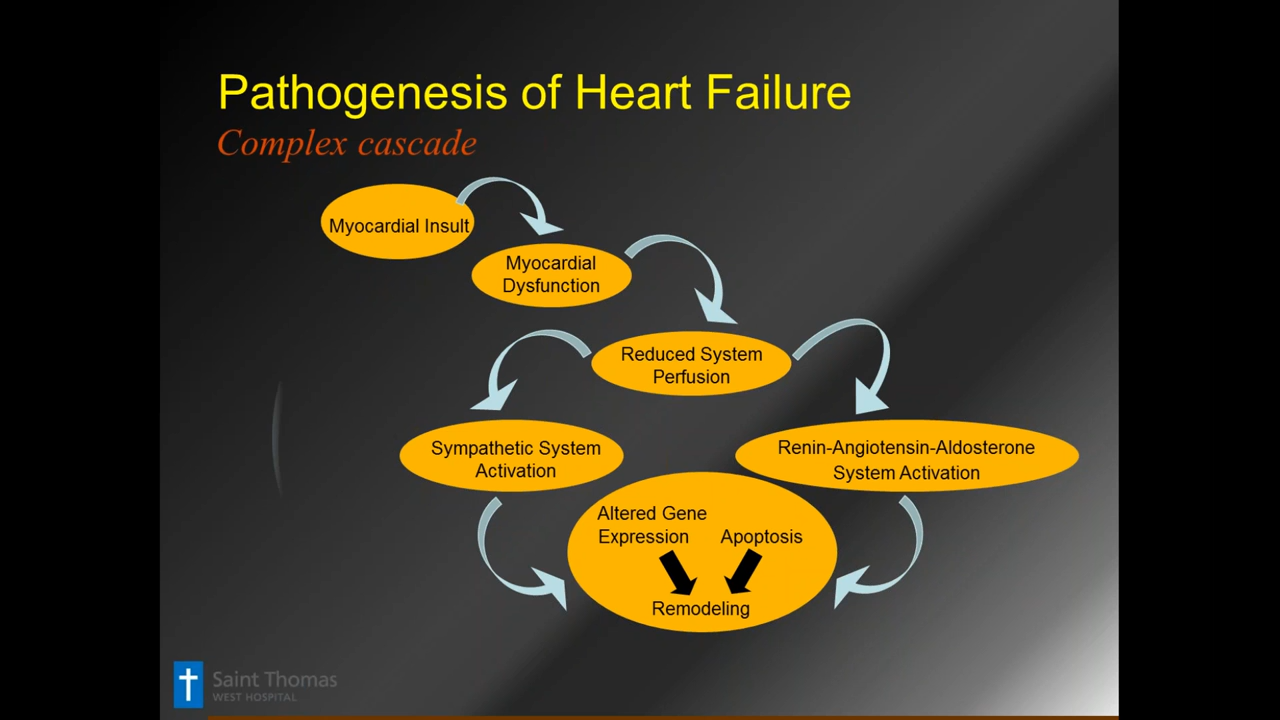 Pathogenesis of Heart Failure
Complex cascade
Myocardial Insult
Myocardial
Dysfunction
Reduced System
Perfusion
Sympathetic System
Activation
Renin-Angiotensin-Aldosterone
System Activation
Altered Gene
Expression
Apoptosis
Remodeling
Saint Thomas
WEST HOSPITAL